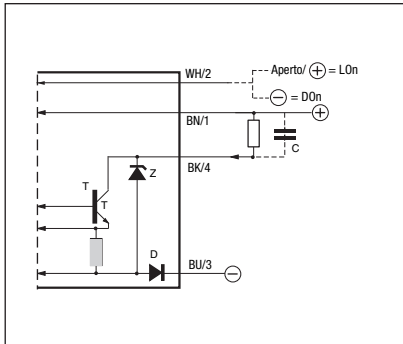 WH/2
Aperto/ + = LOn
− = DOn
BN/1
+
C
BK/4
T
Z
T
D
BU/3
−